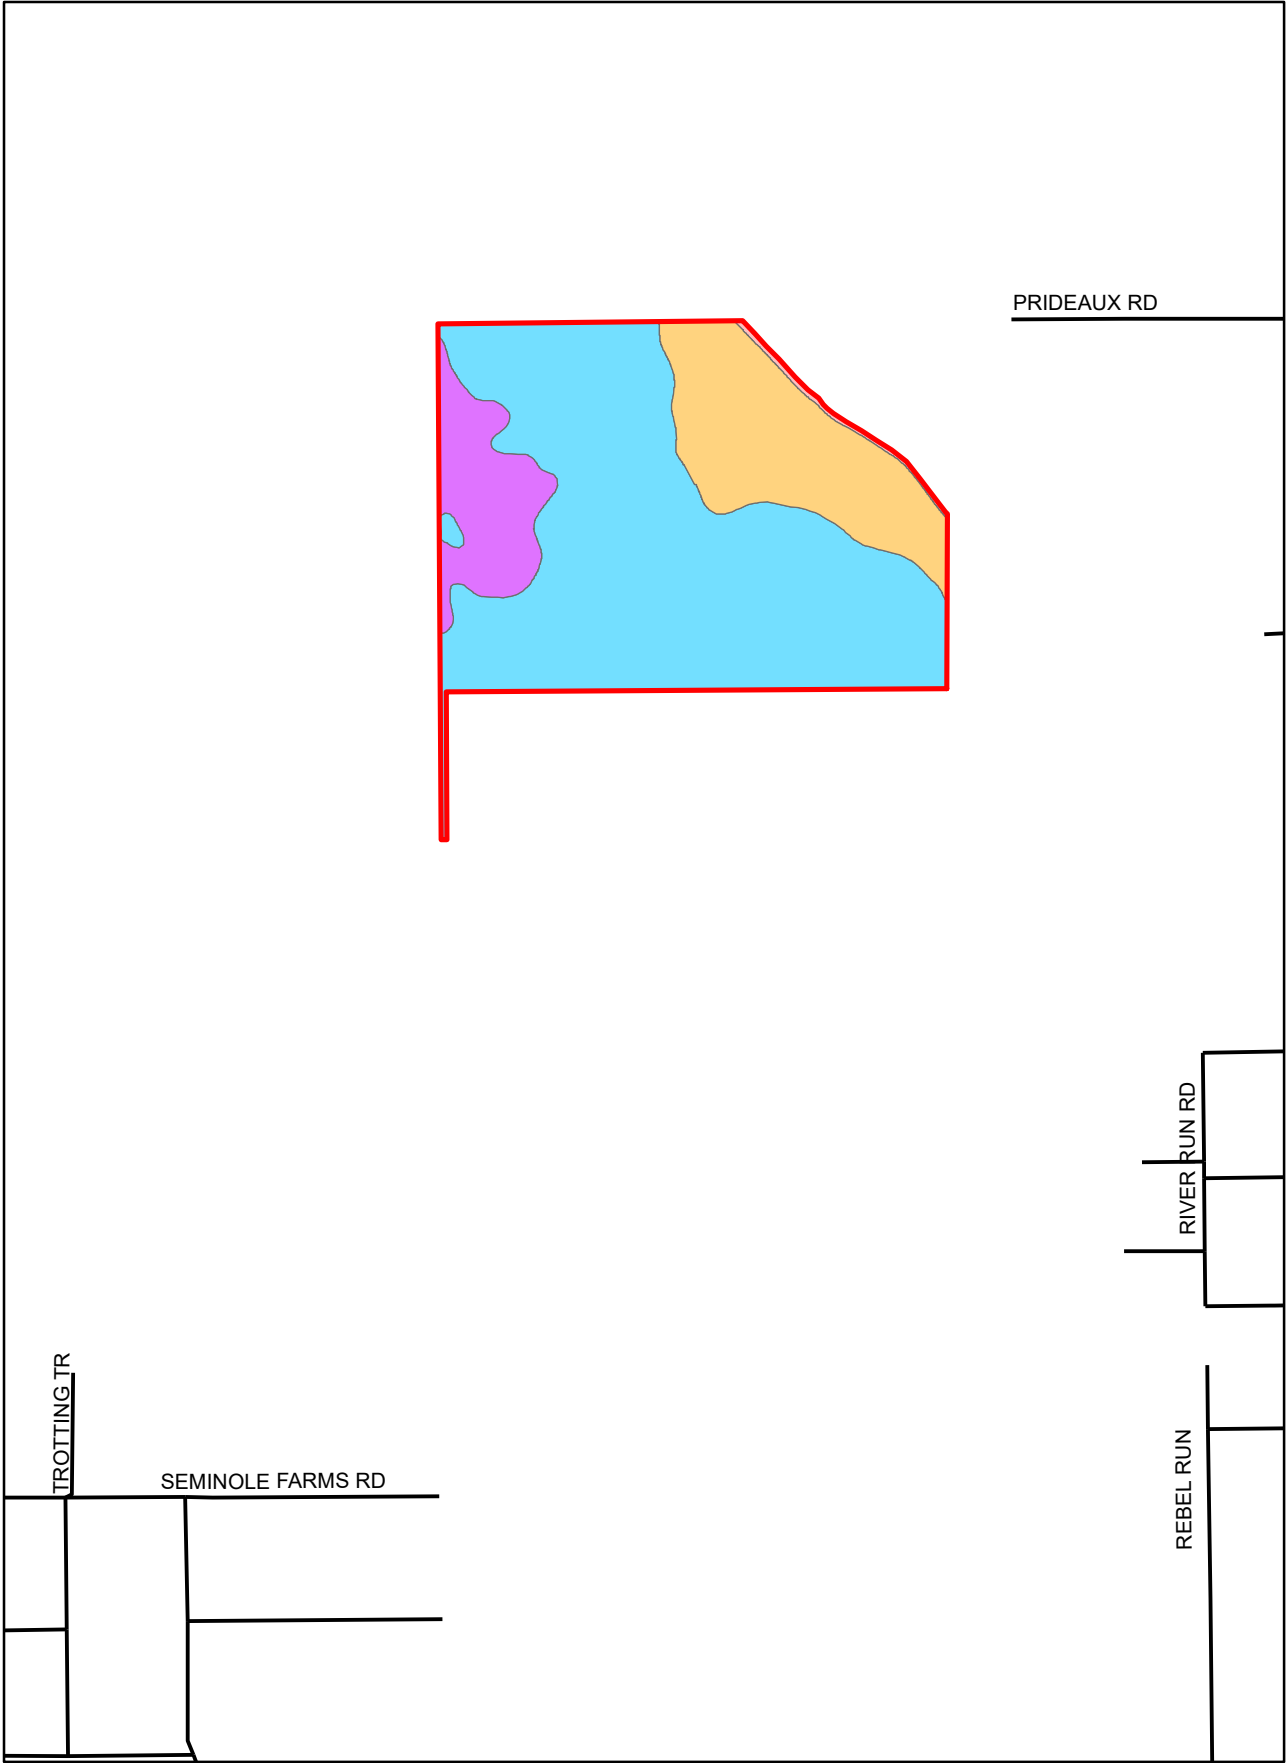 PRIDEAUX RD
RIVER RUN RD
TROTTING TR
SEMINOLE FARMS RD
REBEL RUN